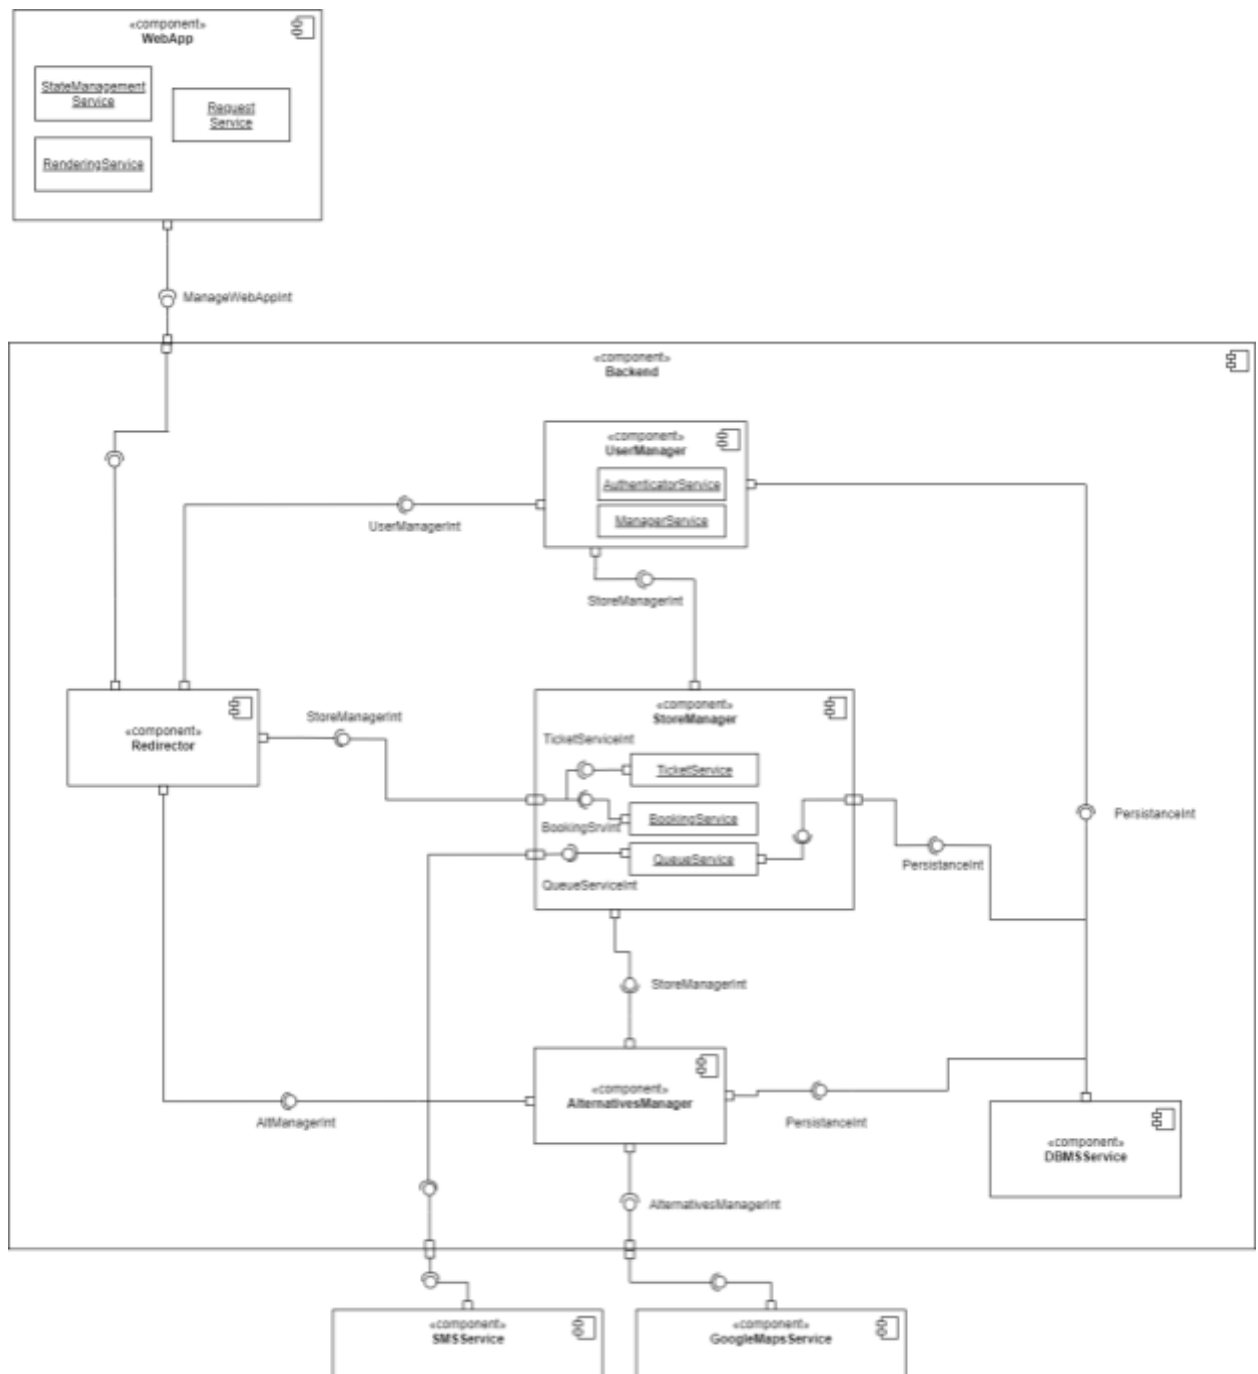 «component»
WebApp
StateManagement
Service
Request
Service
RenderingService
ManageWebAppInt
«component»
Backend
«component»
UserManager
AuthenticatorService
ManagerService
UserManagerInt
StoreManagerInt
«component»
Redirector
StoreManagerInt
«component»
StoreManager
TicketServiceInt
TicketService
BookingService
BookingSrvInt
QueueService
QueueServiceInt
PersistanceInt
PersistanceInt
StoreManagerInt
«component»
AlternativesManager
AltManagerInt
PersistanceInt
«component»
DBMSService
AlternativesManagerInt
«component»
SMSService
«component»
GoogleMapsService